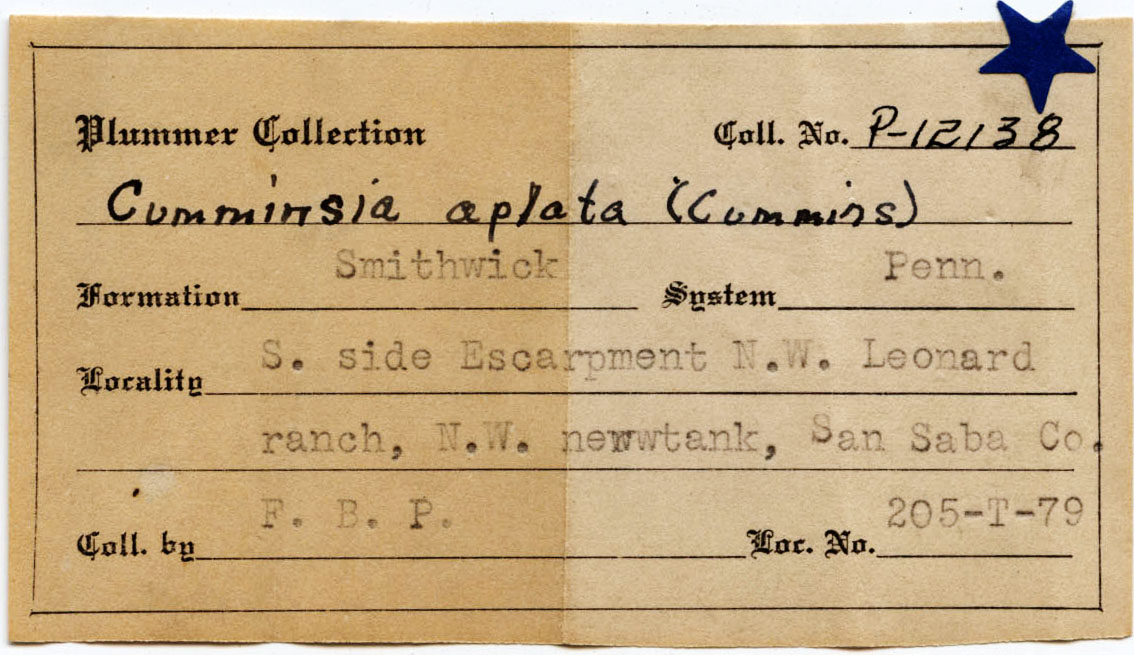 Plummer Collection Coll. No. P-12138
Cumminsia aplata (Cummins)
Formation Smithwick System Penn.
Locality S. side Escarpment N.W. Leonard
ranch, N.W. newwtank, San Saba Co.
Coll. by F. B. P. Loc. No. 205-T-79